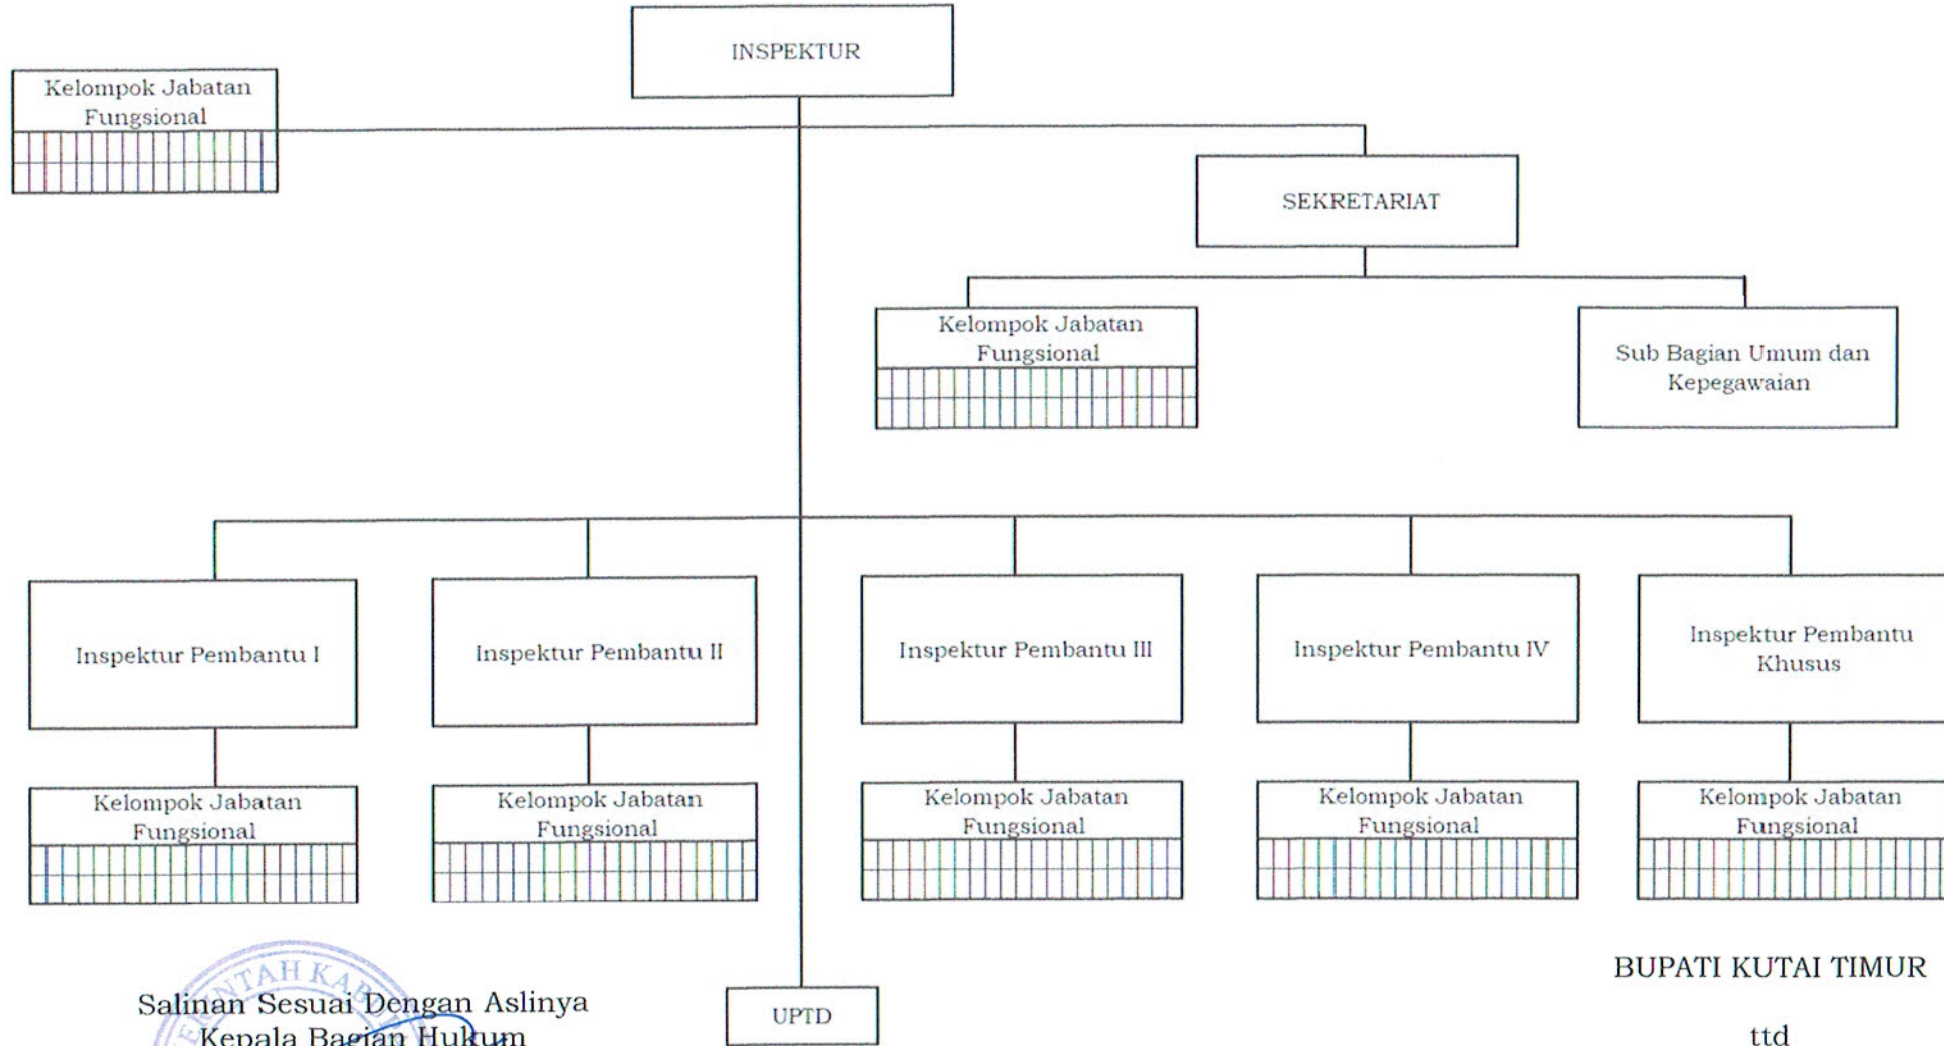 INSPEKTUR
Kelompok Jabatan
Fungsional
SEKRETARIAT
Kelompok Jabatan
Fungsional
Sub Bagian Umum dan
Kepegawaian
Inspektur Pembantu I
Inspektur Pembantu II
Inspektur Pembantu III
Inspektur Pembantu IV
Inspektur Pembantu
Khusus
Kelompok Jabatan
Fungsional
Kelompok Jabatan
Fungsional
Kelompok Jabatan
Fungsional
Kelompok Jabatan
Fungsional
Kelompok Jabatan
Fungsional
UPTD
Salinan Sesuai Dengan Aslinya
Kepala Bagian Hukum
BUPATI KUTAI TIMUR
ttd